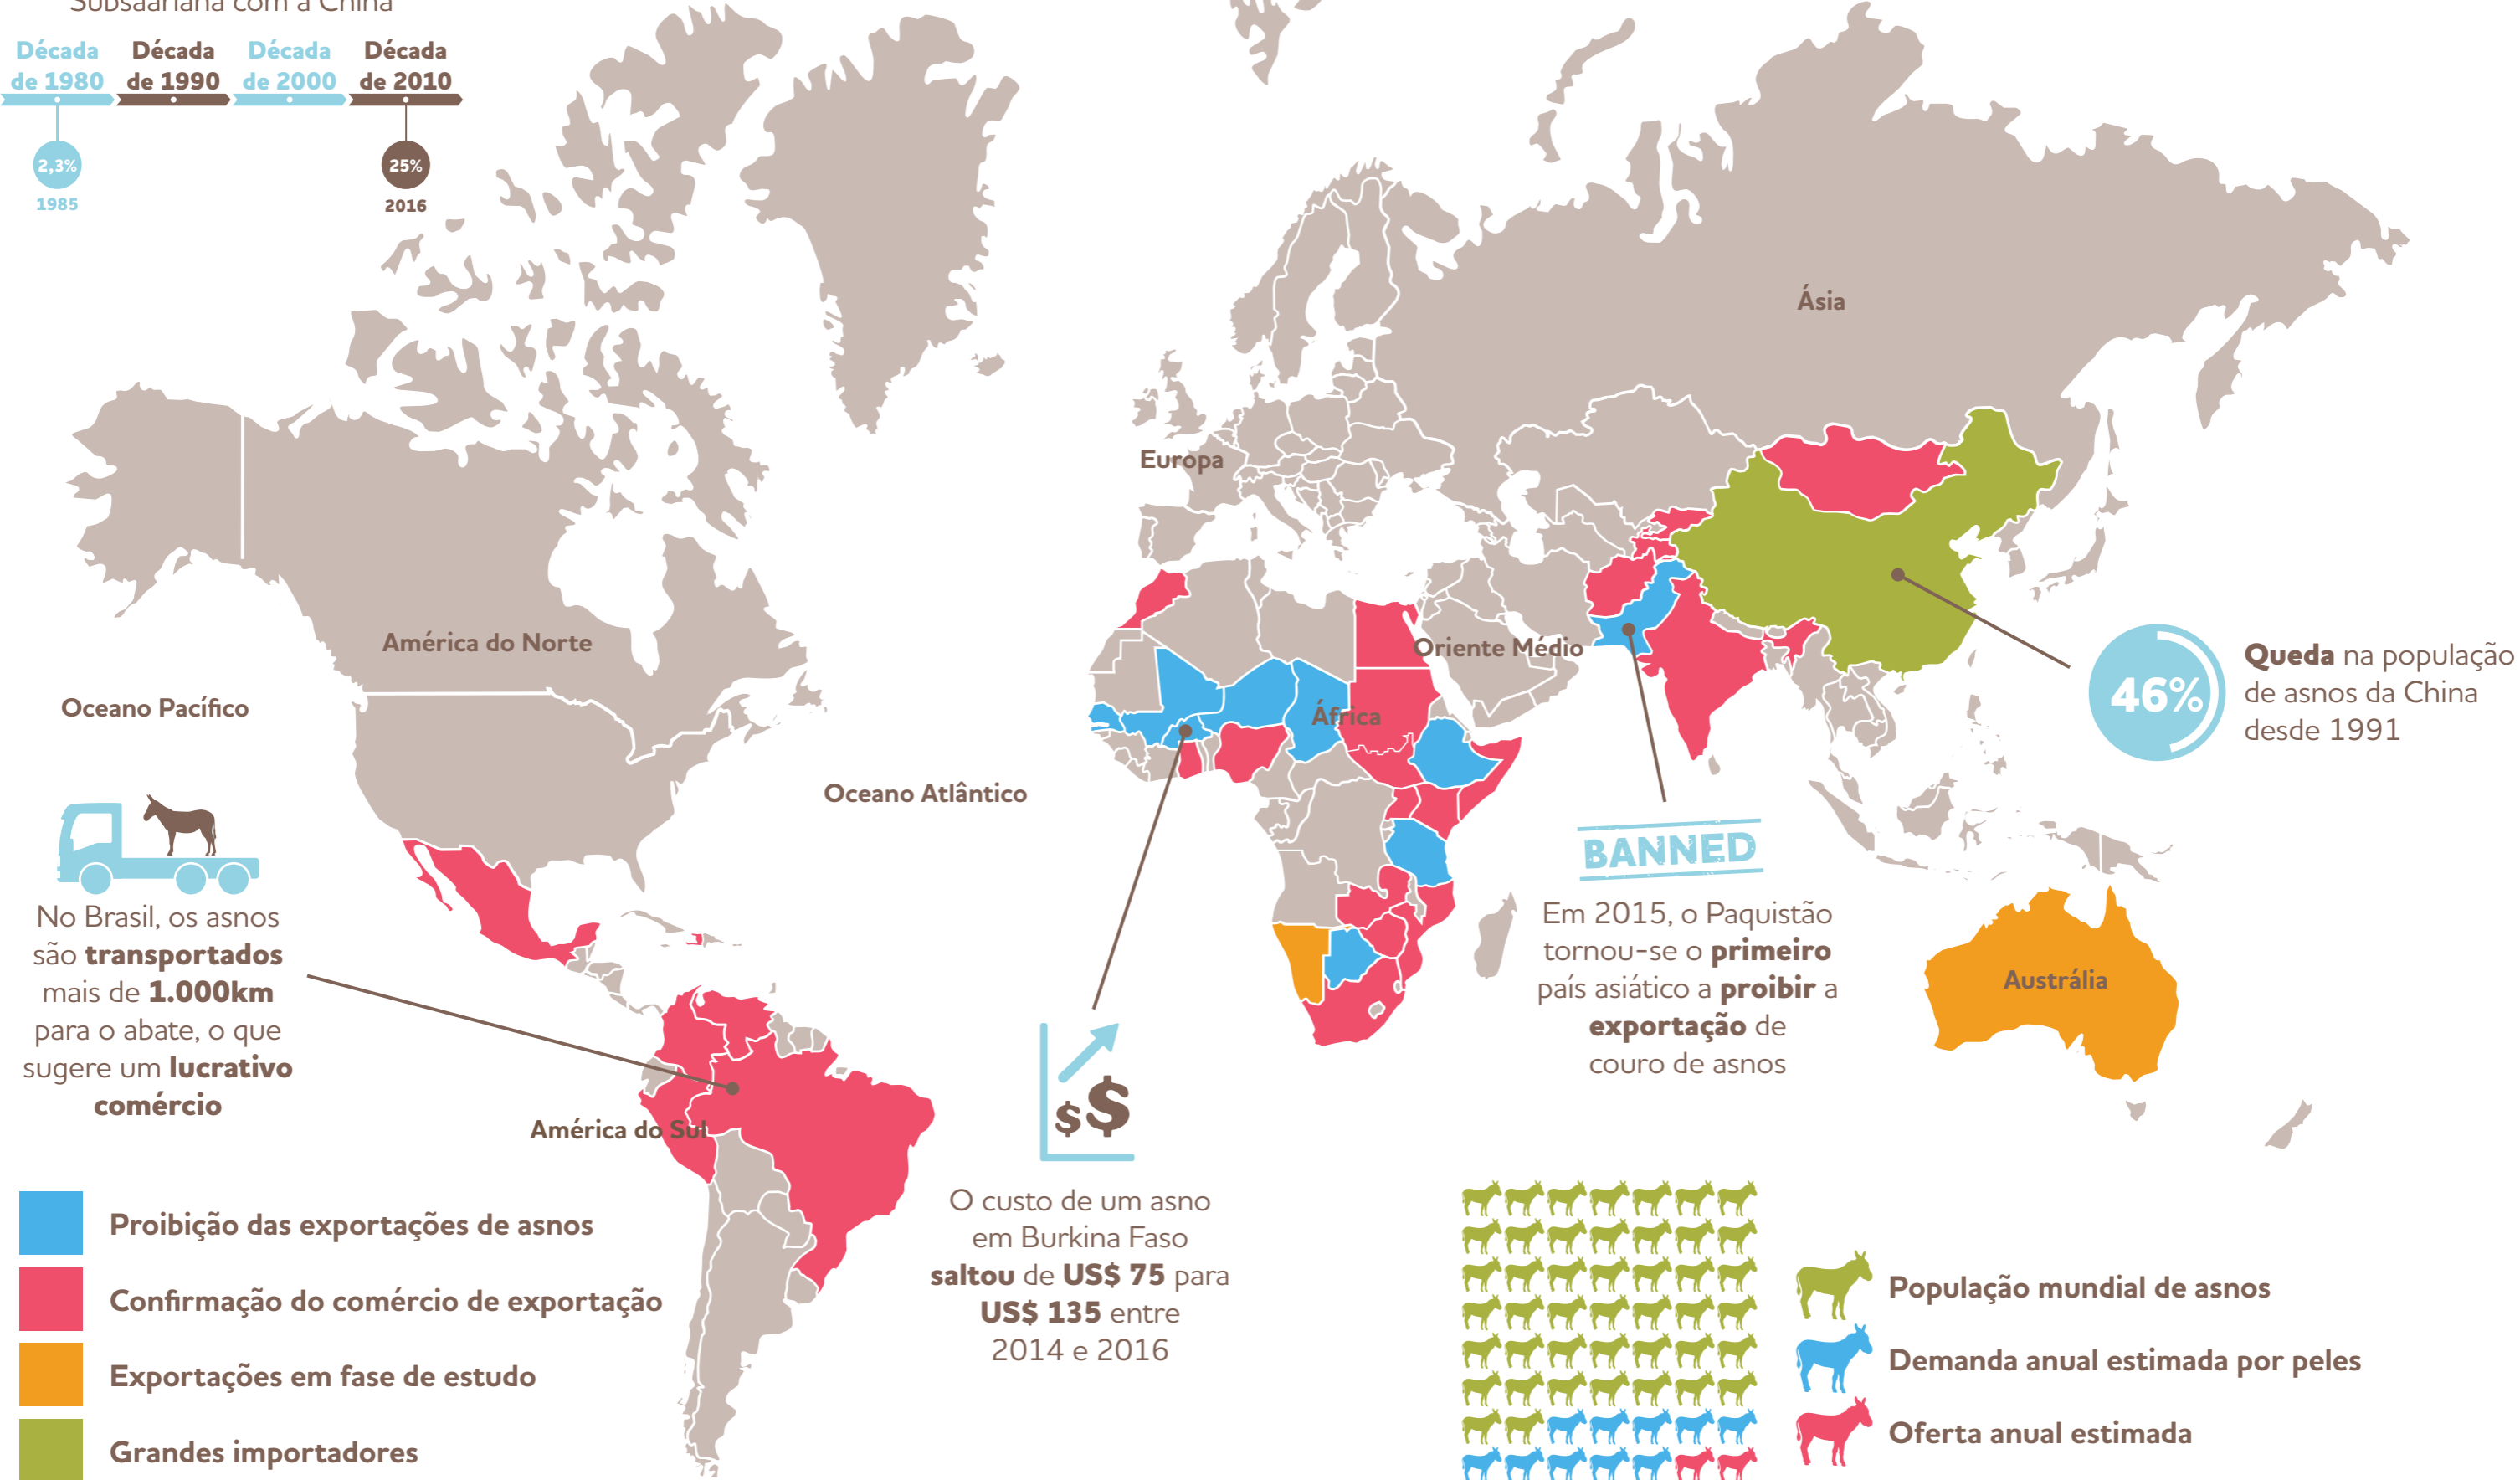 Subsaariana com a China
Década
de 1980
Década
de 1990
Década
de 2000
Década
de 2010
2,3%
1985
25%
2016
Ásia
Europa
América do Norte
Oriente Médio
Oceano Pacífico
África
Oceano Atlântico
46%
Queda na população
de asnos da China
desde 1991
No Brasil, os asnos
são transportados
mais de 1.000km
para o abate, o que
sugere um lucrativo
comércio
BANNED
Em 2015, o Paquistão
tornou-se o primeiro
país asiático a proibir a
exportação de
couro de asnos
Austrália
América do Sul
$$
O custo de um asno
em Burkina Faso
saltou de US$ 75 para
US$ 135 entre
2014 e 2016
Proibição das exportações de asnos
Confirmação do comércio de exportação
Exportações em fase de estudo
Grandes importadores
População mundial de asnos
Demanda anual estimada por peles
Oferta anual estimada